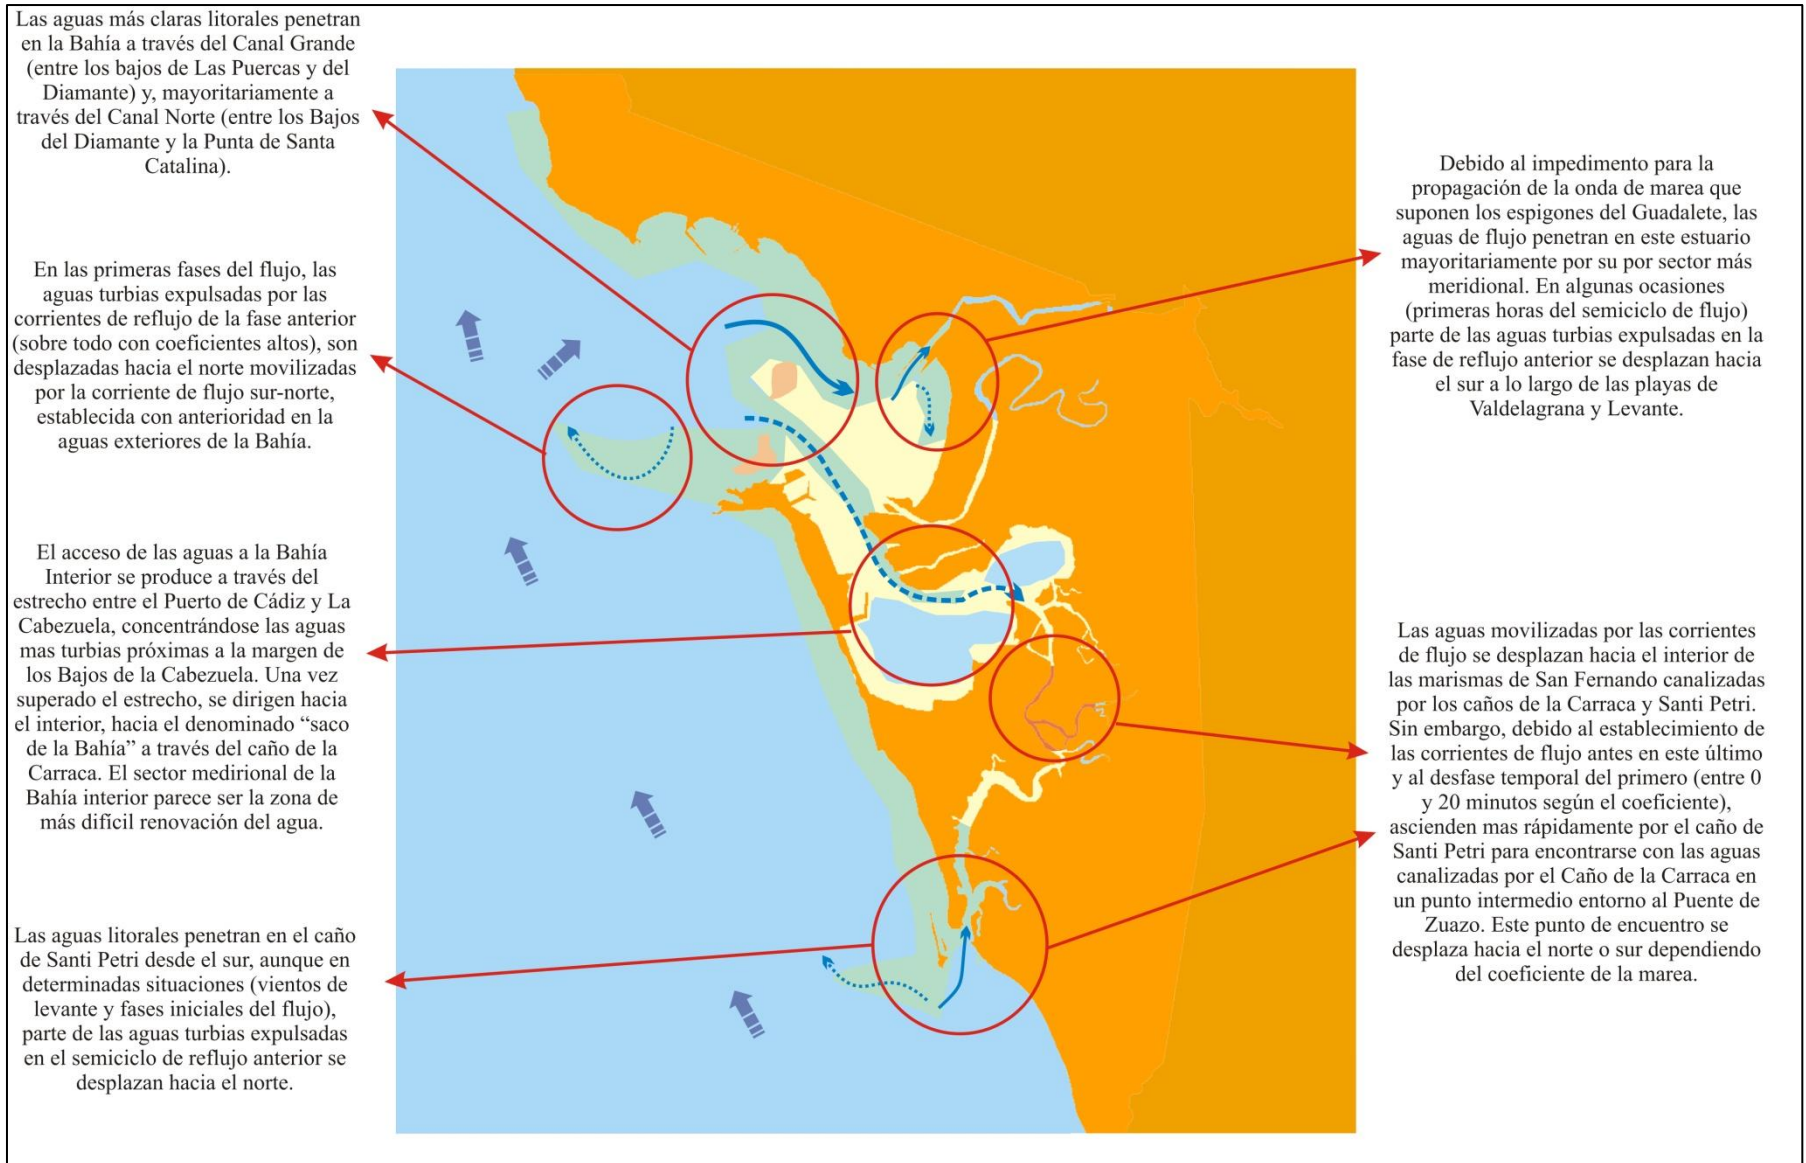 Las aguas más claras litorales penetran
en la Bahía a través del Canal Grande
(entre los bajos de Las Puercas y del
Diamante) y, mayoritariamente a
través del Canal Norte (entre los Bajos
del Diamante y la Punta de Santa
Catalina).
En las primeras fases del flujo, las
aguas turbias expulsadas por las
corrientes de reflujo de la fase anterior
(sobre todo con coeficientes altos), son
desplazadas hacia el norte movilizadas
por la corriente de flujo sur-norte,
establecida con anterioridad en la
aguas exteriores de la Bahía.
El acceso de las aguas a la Bahía
Interior se produce a través del
estrecho entre el Puerto de Cádiz y La
Cabezuela, concentrándose las aguas
mas turbias próximas a la margen de
los Bajos de la Cabezuela. Una vez
superado el estrecho, se dirigen hacia
el interior, hacia el denominado “saco
de la Bahía” a través del caño de la
Carraca. El sector medirional de la
Bahía interior parece ser la zona de
más difícil renovación del agua.
Las aguas litorales penetran en el caño
de Santi Petri desde el sur, aunque en
determinadas situaciones (vientos de
levante y fases iniciales del flujo),
parte de las aguas turbias expulsadas
en el semiciclo de reflujo anterior se
desplazan hacia el norte.
Debido al impedimento para la
propagación de la onda de marea que
suponen los espigones del Guadalete, las
aguas de flujo penetran en este estuario
mayoritariamente por su por sector más
meridional. En algunas ocasiones
(primeras horas del semiciclo de flujo)
parte de las aguas turbias expulsadas en la
fase de reflujo anterior se desplazan hacia
el sur a lo largo de las playas de
Valdelagrana y Levante.
Las aguas movilizadas por las corrientes
de flujo se desplazan hacia el interior de
las marismas de San Fernando canalizadas
por los caños de la Carraca y Santi Petri.
Sin embargo, debido al establecimiento de
las corrientes de flujo antes en este último
y al desfase temporal del primero (entre 0
y 20 minutos según el coeficiente),
ascienden mas rápidamente por el caño de
Santi Petri para encontrarse con las aguas
canalizadas por el Caño de la Carraca en
un punto intermedio entorno al Puente de
Zuazo. Este punto de encuentro se
desplaza hacia el norte o sur dependiendo
del coeficiente de la marea.